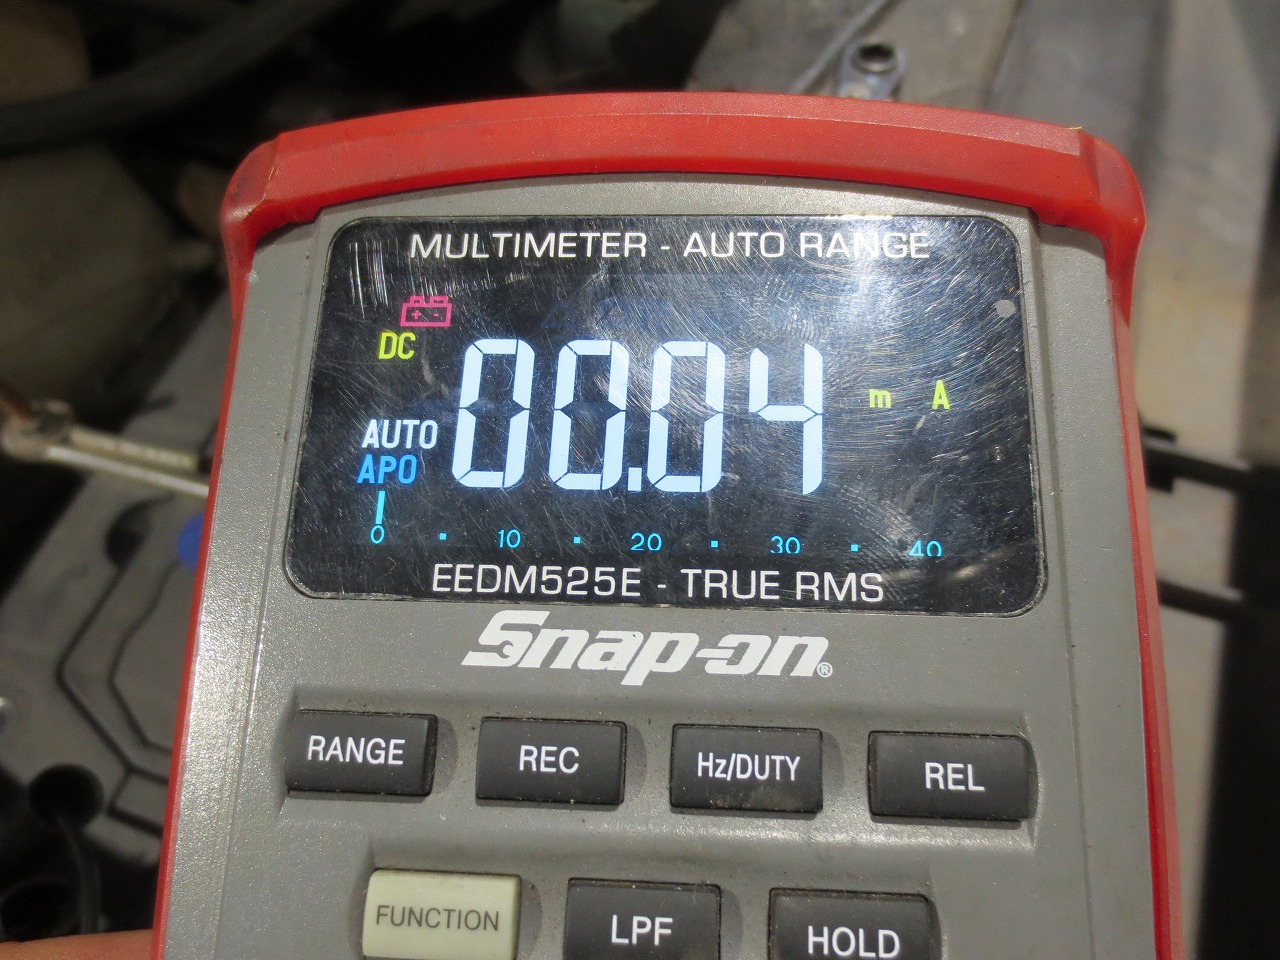 MULTIMETER - AUTO RANGE
DC
00.04 m A
AUTO
APO
0 10 20 30 40
EEDM525E - TRUE RMS
Snap-on®
RANGE REC Hz/DUTY REL
FUNCTION LPF HOLD